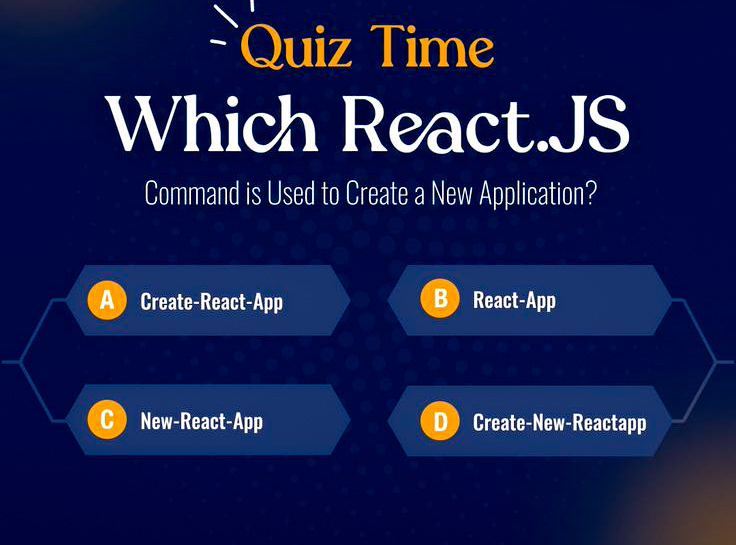 Quiz Time
Which React.JS
Command is Used to Create a New Application?
A Create-React-App
B React-App
C New-React-App
D Create-New-Reactapp